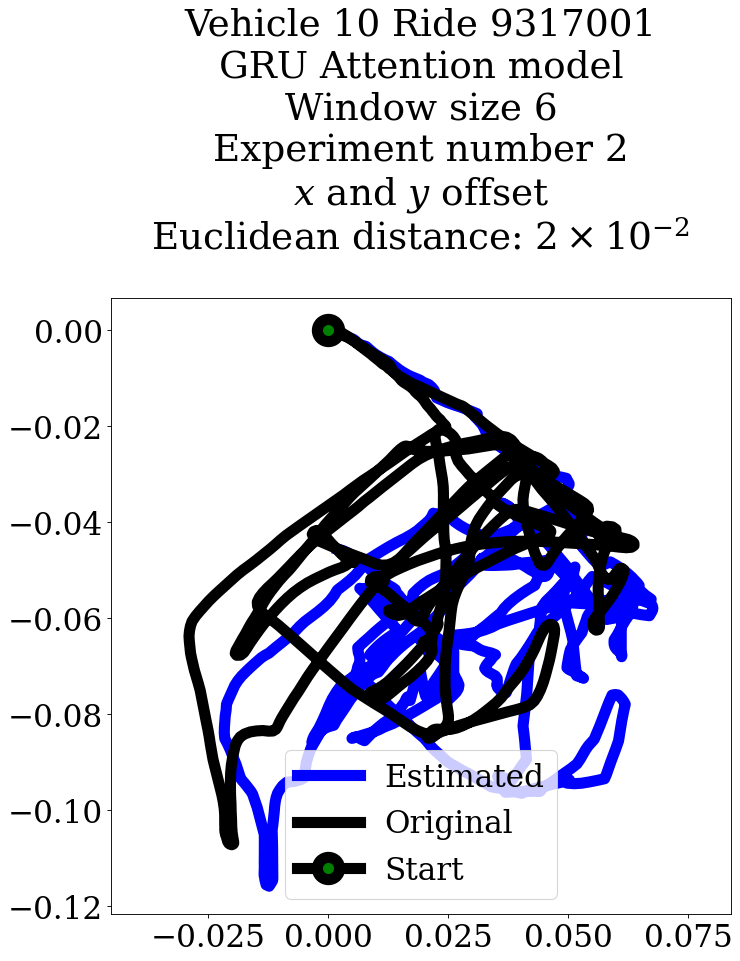 Vehicle 10 Ride 9317001
GRU Attention model
Window size 6
Experiment number 2
x and y offset
Euclidean distance: 2 × 10⁻²
0.00
−0.02
−0.04
−0.06
−0.08
−0.10
−0.12
Estimated
Original
Start
−0.025 0.000 0.025 0.050 0.075